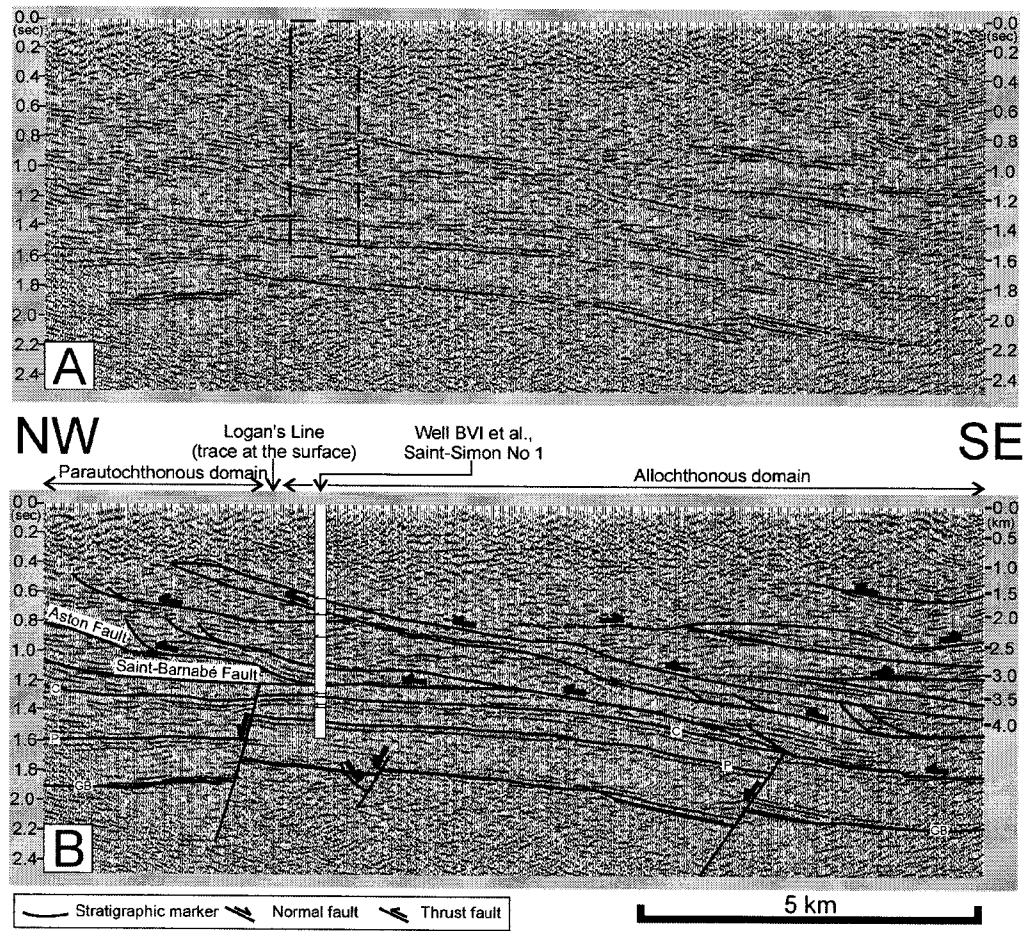 0.0
(sec)
0.2
0.4
0.6
0.8
1.0
1.2
1.4
1.6
1.8
2.0
2.2
2.4
A
0.0
(sec)
0.2
0.4
0.6
0.8
1.0
1.2
1.4
1.6
1.8
2.0
2.2
2.4
NW
Logan's Line
(trace at the surface)
Well BVI et al.,
Saint-Simon No 1
SE
Parautochthonous domain
Allochthonous domain
0.0
(sec)
0.4
0.6
0.8
1.0
1.2
1.4
1.6
1.8
2.0
2.2
2.4
B
Aston Fault
Saint-Barnabé Fault
C
GB
C
GB
0.0
(km)
0.5
1.0
1.5
2.0
2.5
3.0
3.5
4.0
Stratigraphic marker
Normal fault
Thrust fault
5 km